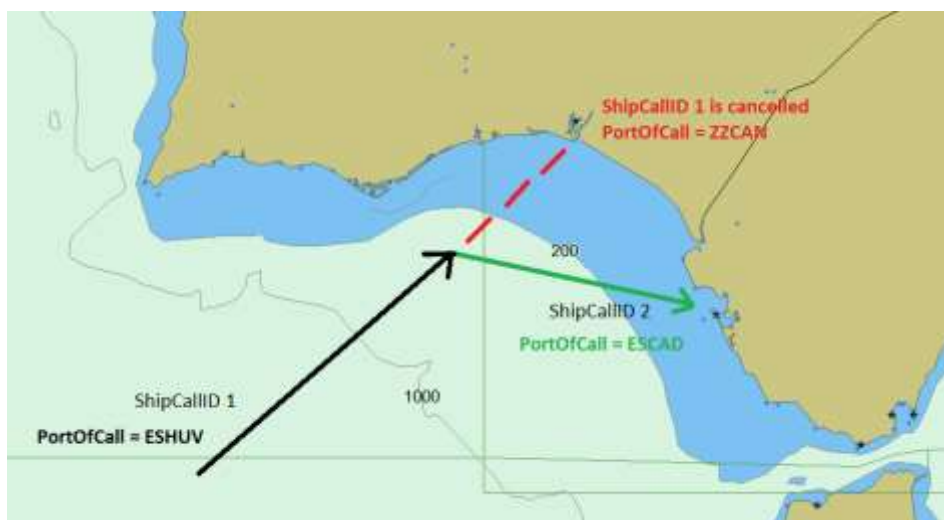 ShipCallID 1 is cancelled
PortOfCall = ZZCAN
200
ShipCallID 2
PortOfCall = ESCAD
ShipCallID 1
1000
PortOfCall = ESHUV